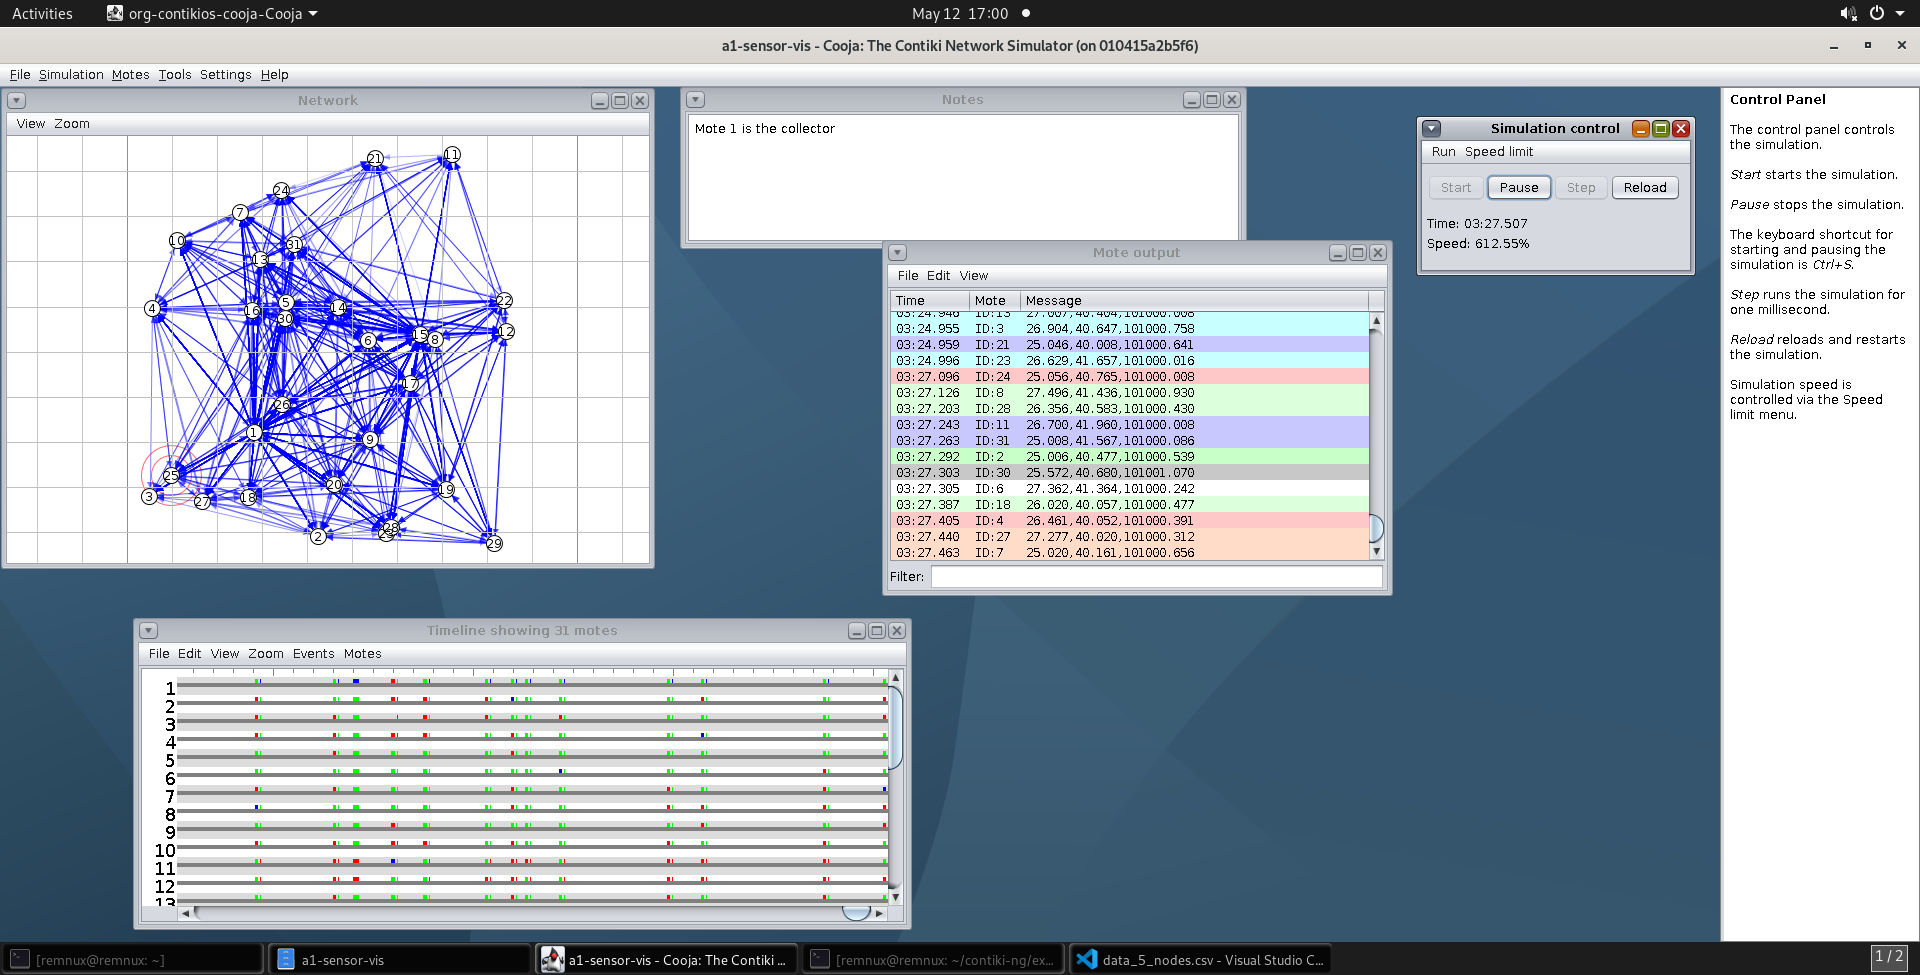 Activities
org-contikios-cooja-Cooja
May 12 17:00
a1-sensor-vis - Cooja: The Contiki Network Simulator (on 010415a2b5f6)
File Simulation Motes Tools Settings Help
Network
View Zoom
21
11
24
7
10
31
13
4
16
5
30
14
22
12
15
8
6
17
26
1
9
25
3
27
18
20
19
2
28
29
Notes
Mote 1 is the collector
Mote output
File Edit View
Time Mote Message
03:24.946 ID:13 27.007,40.404,101000.008
03:24.955 ID:3 26.904,40.647,101000.758
03:24.959 ID:21 25.046,40.008,101000.641
03:24.996 ID:23 26.629,41.657,101000.016
03:27.096 ID:24 25.056,40.765,101000.008
03:27.126 ID:8 27.496,41.436,101000.930
03:27.203 ID:28 26.356,40.583,101000.430
03:27.243 ID:11 26.700,41.960,101000.008
03:27.263 ID:31 25.008,41.567,101000.086
03:27.292 ID:2 25.006,40.477,101000.539
03:27.303 ID:30 25.572,40.680,101001.070
03:27.305 ID:6 27.362,41.364,101000.242
03:27.387 ID:18 26.020,40.057,101000.477
03:27.405 ID:4 26.461,40.052,101000.391
03:27.440 ID:27 27.277,40.020,101000.312
03:27.463 ID:7 25.020,40.161,101000.656
Filter:
Simulation control
Run Speed limit
Start Pause Step Reload
Time: 03:27.507
Speed: 612.55%
Control Panel
The control panel controls
the simulation.
Start starts the simulation.
Pause stops the simulation.
The keyboard shortcut for
starting and pausing the
simulation is Ctrl+S.
Step runs the simulation for
one millisecond.
Reload reloads and restarts
the simulation.
Simulation speed is
controlled via the Speed
limit menu.
Timeline showing 31 motes
File Edit View Zoom Events Motes
1
2
3
4
5
6
7
8
9
10
11
12
13
[remnux@remnux: ~]
a1-sensor-vis
a1-sensor-vis - Cooja: The Contiki ...
[remnux@remnux: ~/contiki-ng/ex...
data_5_nodes.csv - Visual Studio C...
1 / 2